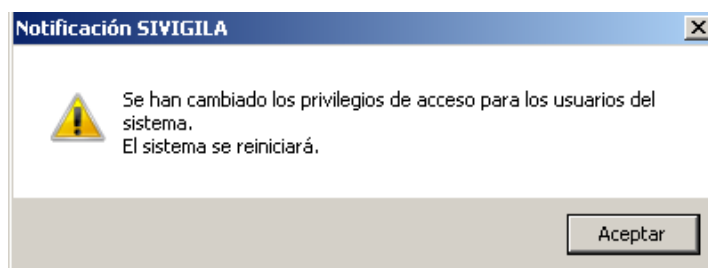 Notificación SIVIGILA
Se han cambiado los privilegios de acceso para los usuarios del
sistema.
El sistema se reiniciará.
Aceptar